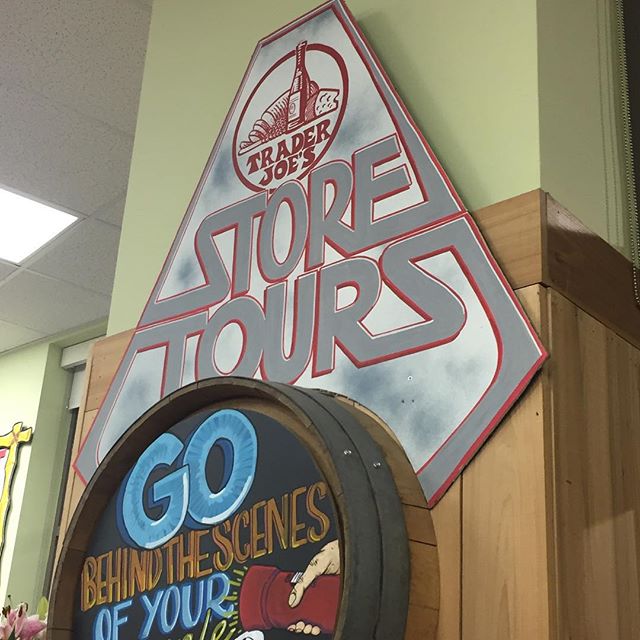 TRADER
JOE'S
STORE
TOURS
GO
BEHIND THE SCENES
OF YOUR